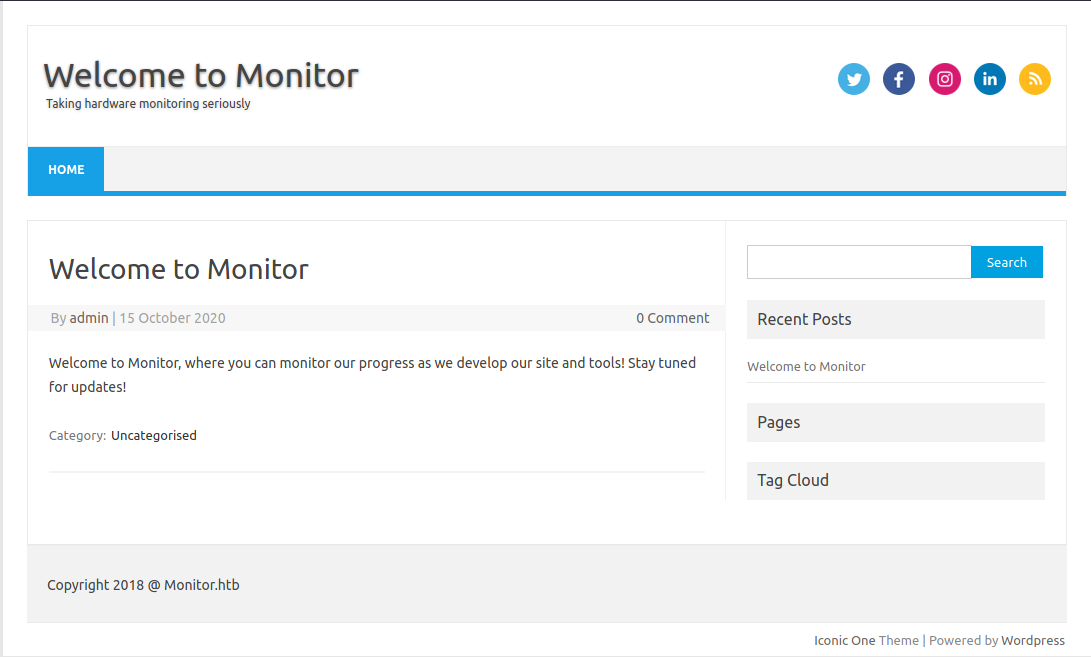 Welcome to Monitor
Taking hardware monitoring seriously
HOME
Welcome to Monitor
By admin | 15 October 2020
0 Comment
Welcome to Monitor, where you can monitor our progress as we develop our site and tools! Stay tuned
for updates!
Category: Uncategorised
Search
Recent Posts
Welcome to Monitor
Pages
Tag Cloud
Copyright 2018 @ Monitor.htb
Iconic One Theme | Powered by Wordpress